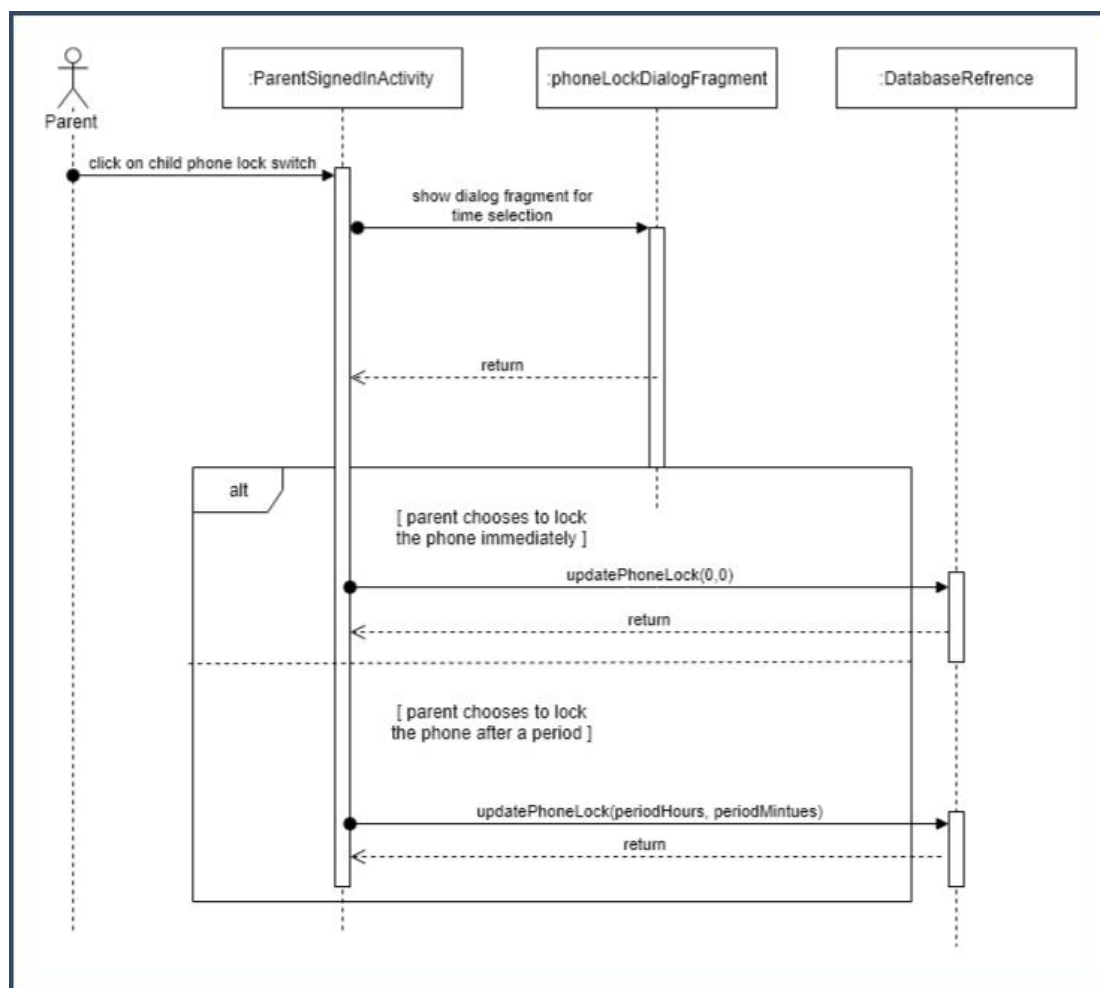 :ParentSignedInActivity
:phoneLockDialogFragment
:DatabaseRefrence
Parent
click on child phone lock switch
show dialog fragment for
time selection
return
alt
[ parent chooses to lock
the phone immediately ]
updatePhoneLock(0,0)
return
[ parent chooses to lock
the phone after a period ]
updatePhoneLock(periodHours, periodMintues)
return